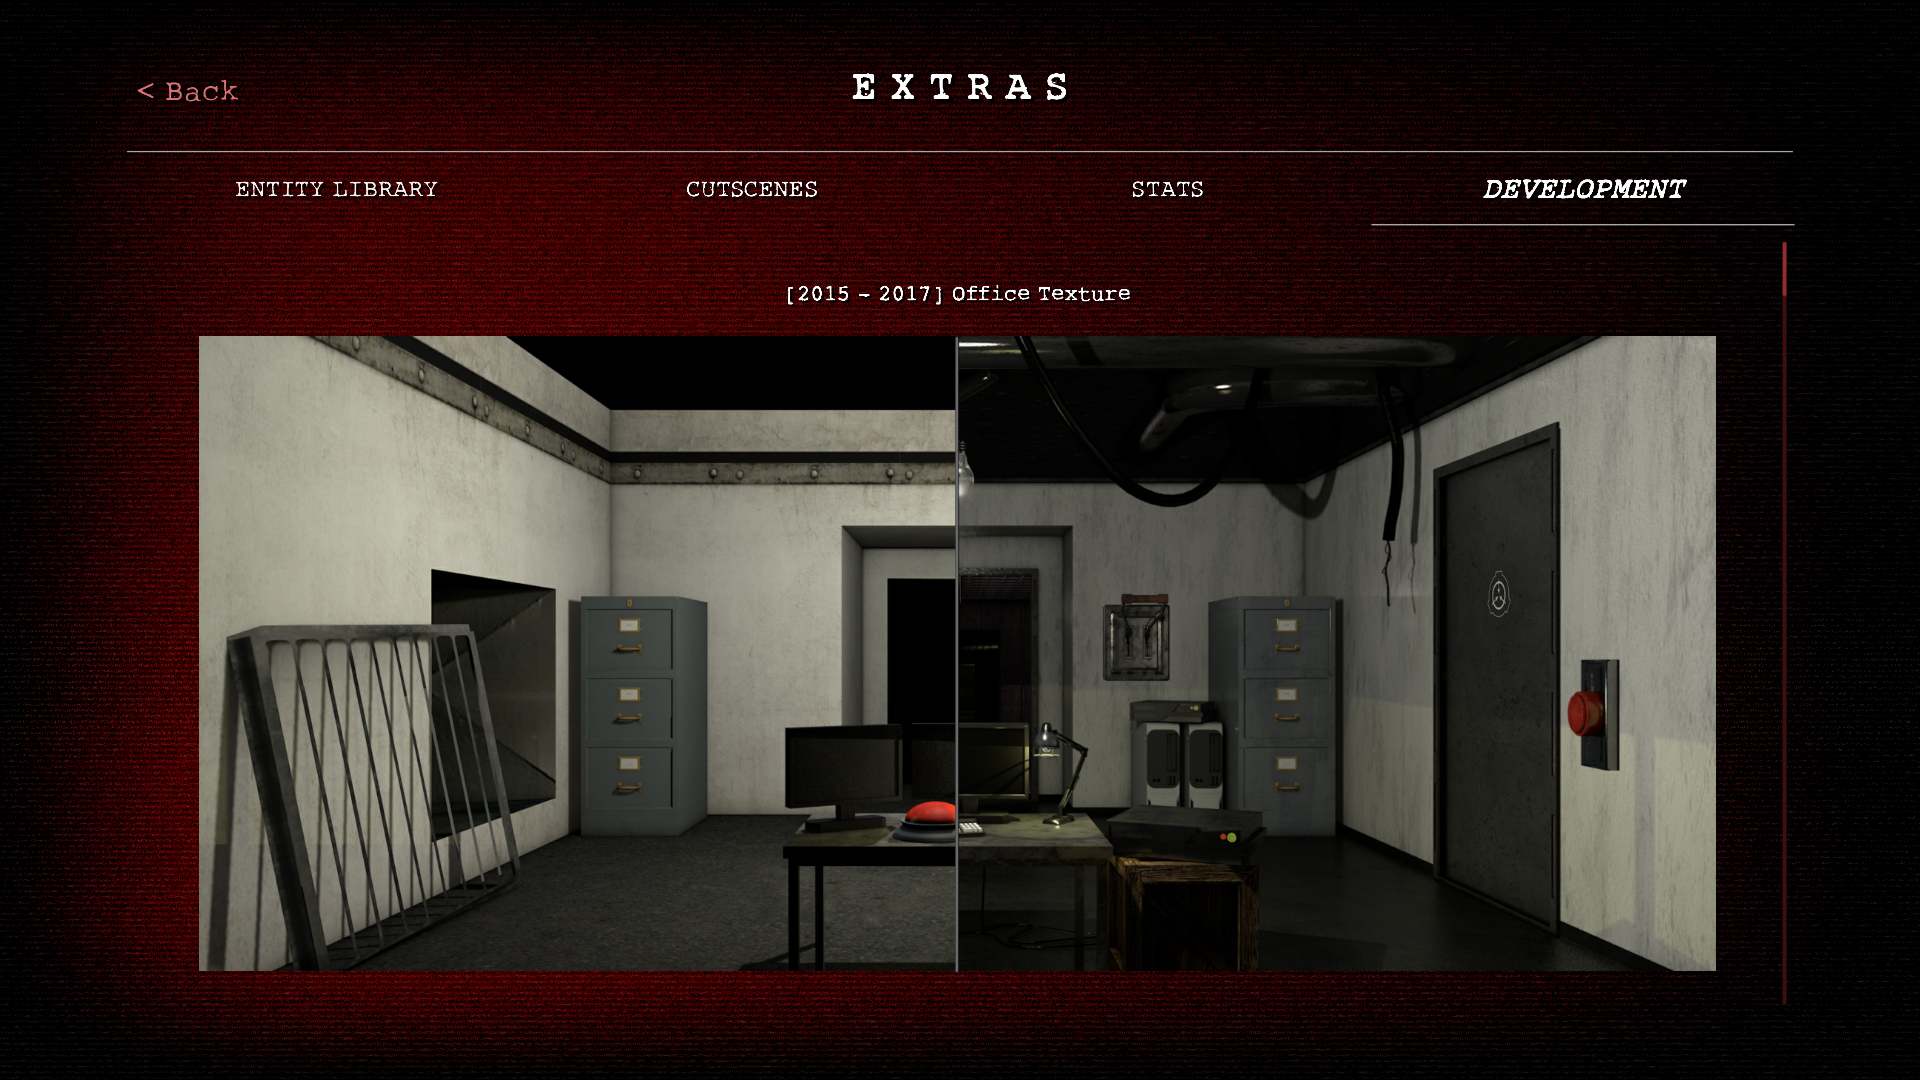 < Back
EXTRAS
ENTITY LIBRARY
CUTSCENES
STATS
DEVELOPMENT
[2015 - 2017] Office Texture